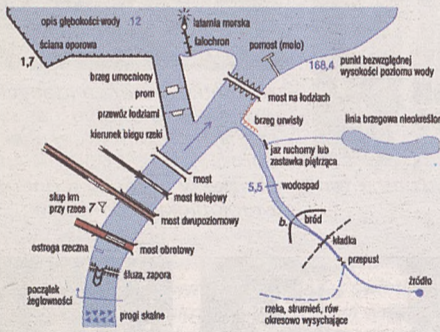 opis głębokości wody 12
latarnia morska
ściana oporowa
falochron
pomost (molo)
1,7
168,4
punkt bezwzględnej
wysokości poziomu wody
brzeg umocniony
prom
most na łodziach
przewóz łodziami
brzeg urwisty
linia brzegowa nieokreślona
kierunek biegu rzeki
jaz ruchomy lub
zastawka piętrząca
most
5,5
wodospad
most kolejowy
słup km
przy rzece 7
most dwupoziomowy
b.
bród
kładka
ostroga rzeczna
most obrotowy
przepust
śluza, zapora
początek
żeglowności
źródło
progi skalne
rzeka, strumień, rów
okresowo wysychające